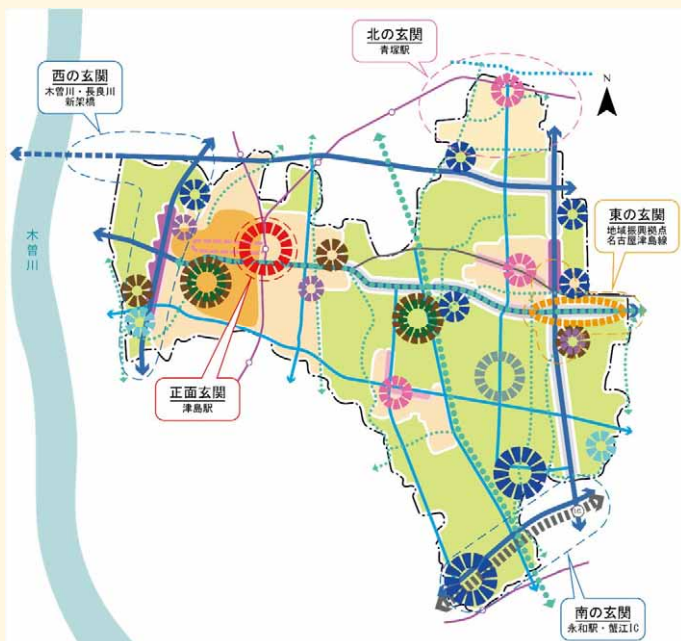 北の玄関
青塚駅
西の玄関
木曽川・長良川
新架橋
N
木曽川
東の玄関
地域振興拠点
名古屋津島線
正面玄関
津島駅
IC
南の玄関
永和駅・蟹江IC